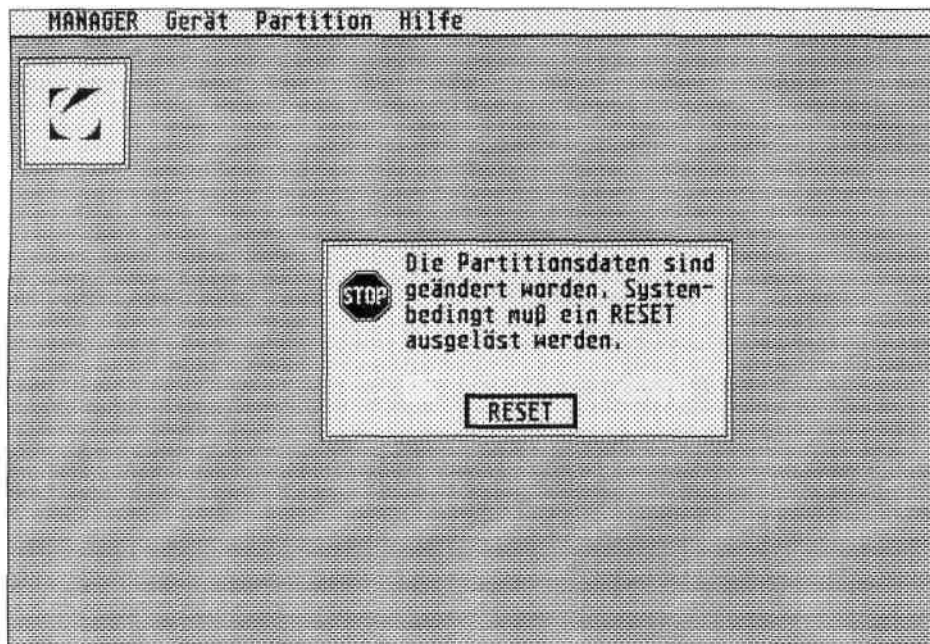 MANAGER Gerät Partition Hilfe
Die Partitionsdaten sind
geändert worden. System-
bedingt muß ein RESET
ausgelöst werden.
STOP
RESET